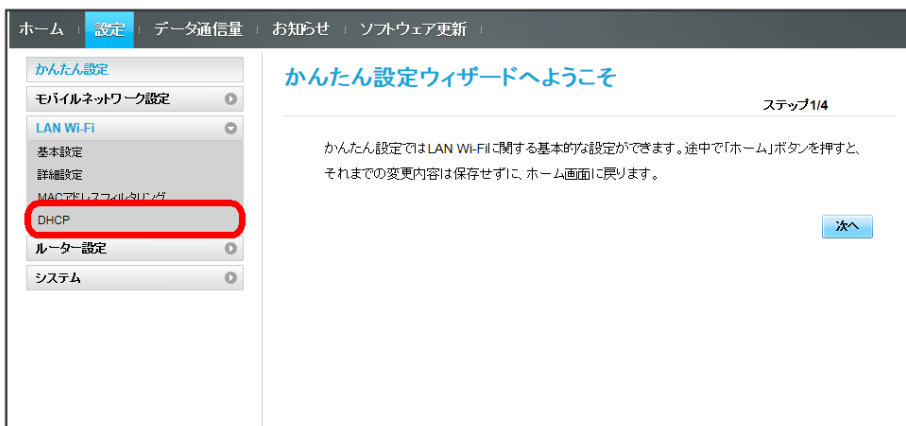 ホーム 設定 データ通信量 お知らせ ソフトウェア更新
かんたん設定
モバイルネットワーク設定
LAN Wi-Fi
基本設定
詳細設定
MACアドレスフィルタリング
DHCP
ルーター設定
システム
かんたん設定ウィザードへようこそ
ステップ1/4
かんたん設定ではLAN Wi-Fiに関する基本的な設定ができます。途中で「ホーム」ボタンを押すと、
それまでの変更内容は保存せずに、ホーム画面に戻ります。
次へ